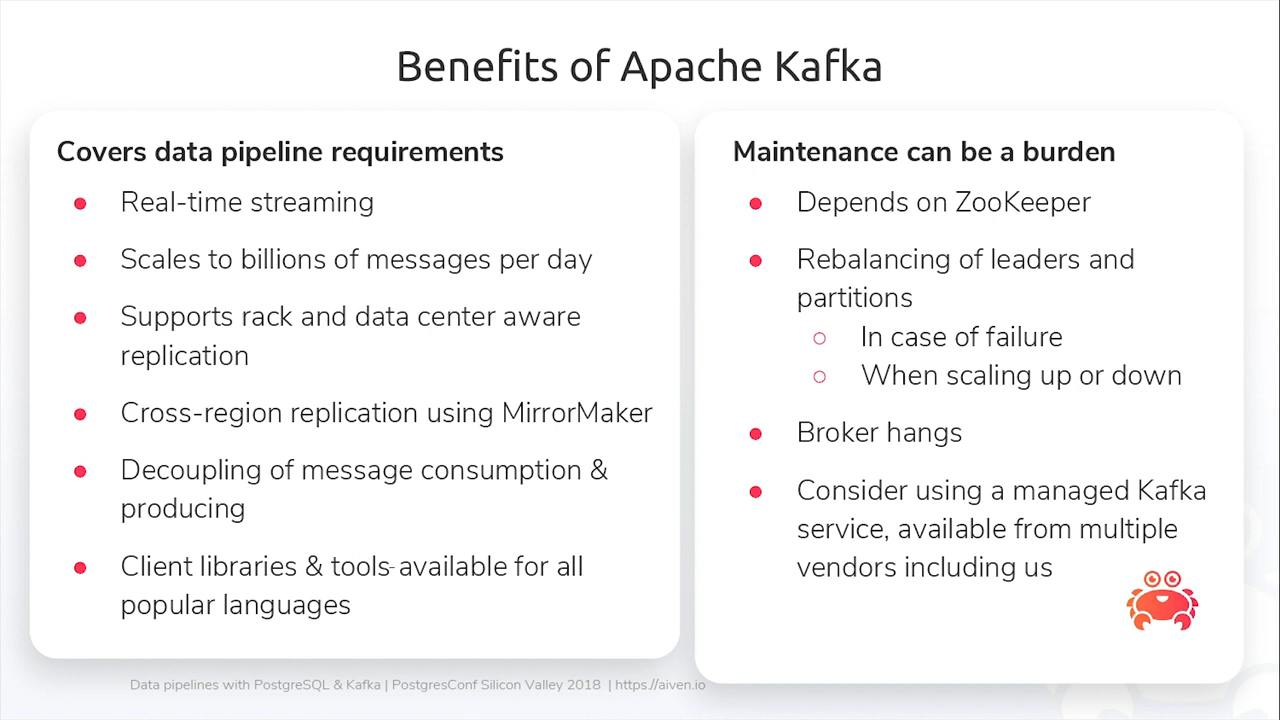 Benefits of Apache Kafka
Covers data pipeline requirements
● Real-time streaming
● Scales to billions of messages per day
● Supports rack and data center aware
replication
● Cross-region replication using MirrorMaker
● Decoupling of message consumption &
producing
● Client libraries & tools available for all
popular languages
Maintenance can be a burden
● Depends on ZooKeeper
● Rebalancing of leaders and
partitions
○ In case of failure
○ When scaling up or down
● Broker hangs
● Consider using a managed Kafka
service, available from multiple
vendors including us
Data pipelines with PostgreSQL & Kafka | PostgresConf Silicon Valley 2018 | https://aiven.io